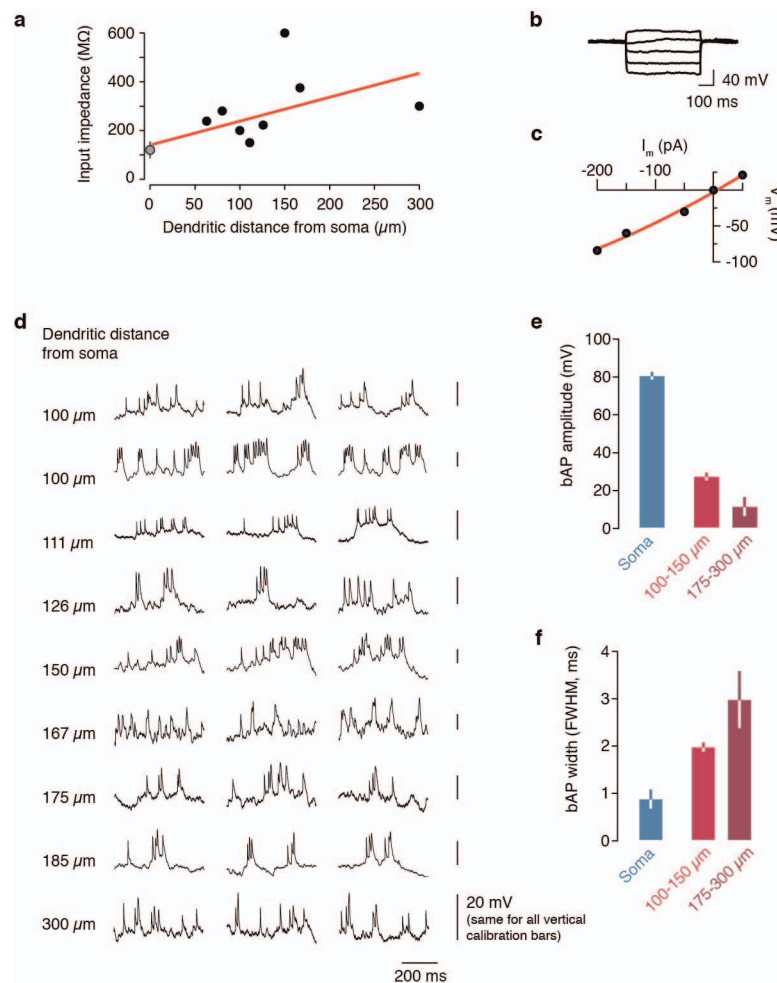 a
Input impedance (MΩ)
600
400
200
0
0
50
100
150
200
250
300
Dendritic distance from soma (µm)
b
40 mV
100 ms
c
I_m (pA)
-200
-100
-50
-100
V_m (mV)
d
Dendritic distance
from soma
100 µm
100 µm
111 µm
126 µm
150 µm
167 µm
175 µm
185 µm
300 µm
20 mV
(same for all vertical
calibration bars)
200 ms
e
bAP amplitude (mV)
100
80
60
40
20
0
Soma
100-150 µm
175-300 µm
f
bAP width (FWHM, ms)
4
3
2
1
0
Soma
100-150 µm
175-300 µm